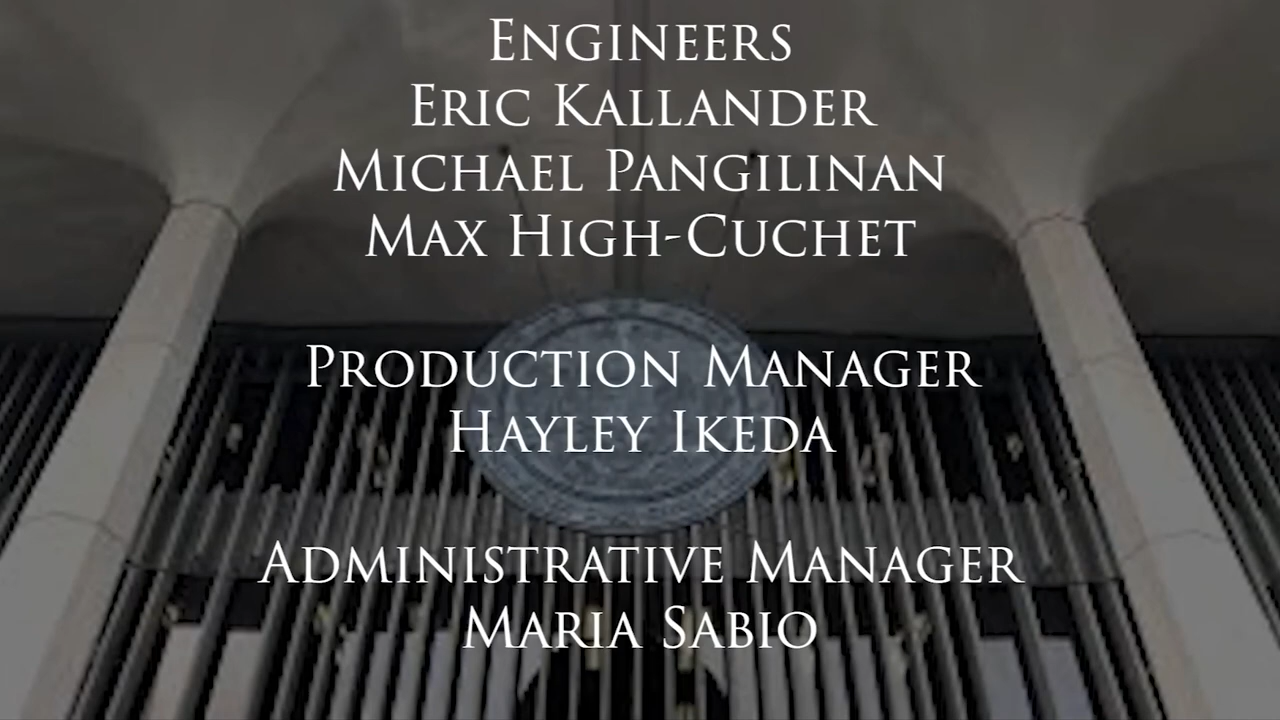 Engineers
Eric Kallander
Michael Pangilinan
Max High-Cuchet
Production Manager
Hayley Ikeda
Administrative Manager
Maria Sabio